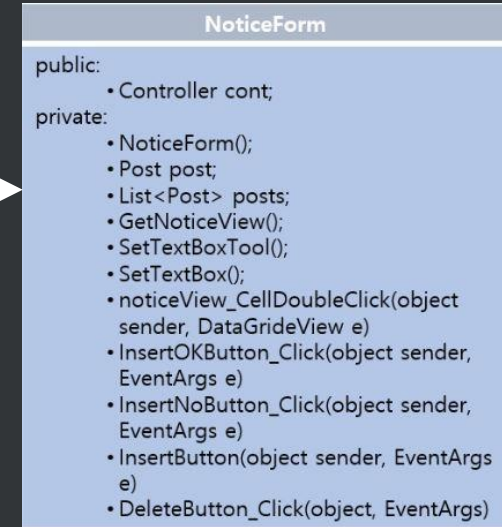 NoticeForm
public:
• Controller cont;
private:
• NoticeForm();
• Post post;
• List<Post> posts;
• GetNoticeView();
• SetTextBoxTool();
• SetTextBox();
• noticeView_CellDoubleClick(object
sender, DataGrideView e)
• InsertOKButton_Click(object sender,
EventArgs e)
• InsertNoButton_Click(object sender,
EventArgs e)
• InsertButton(object sender, EventArgs
e)
• DeleteButton_Click(object, EventArgs)